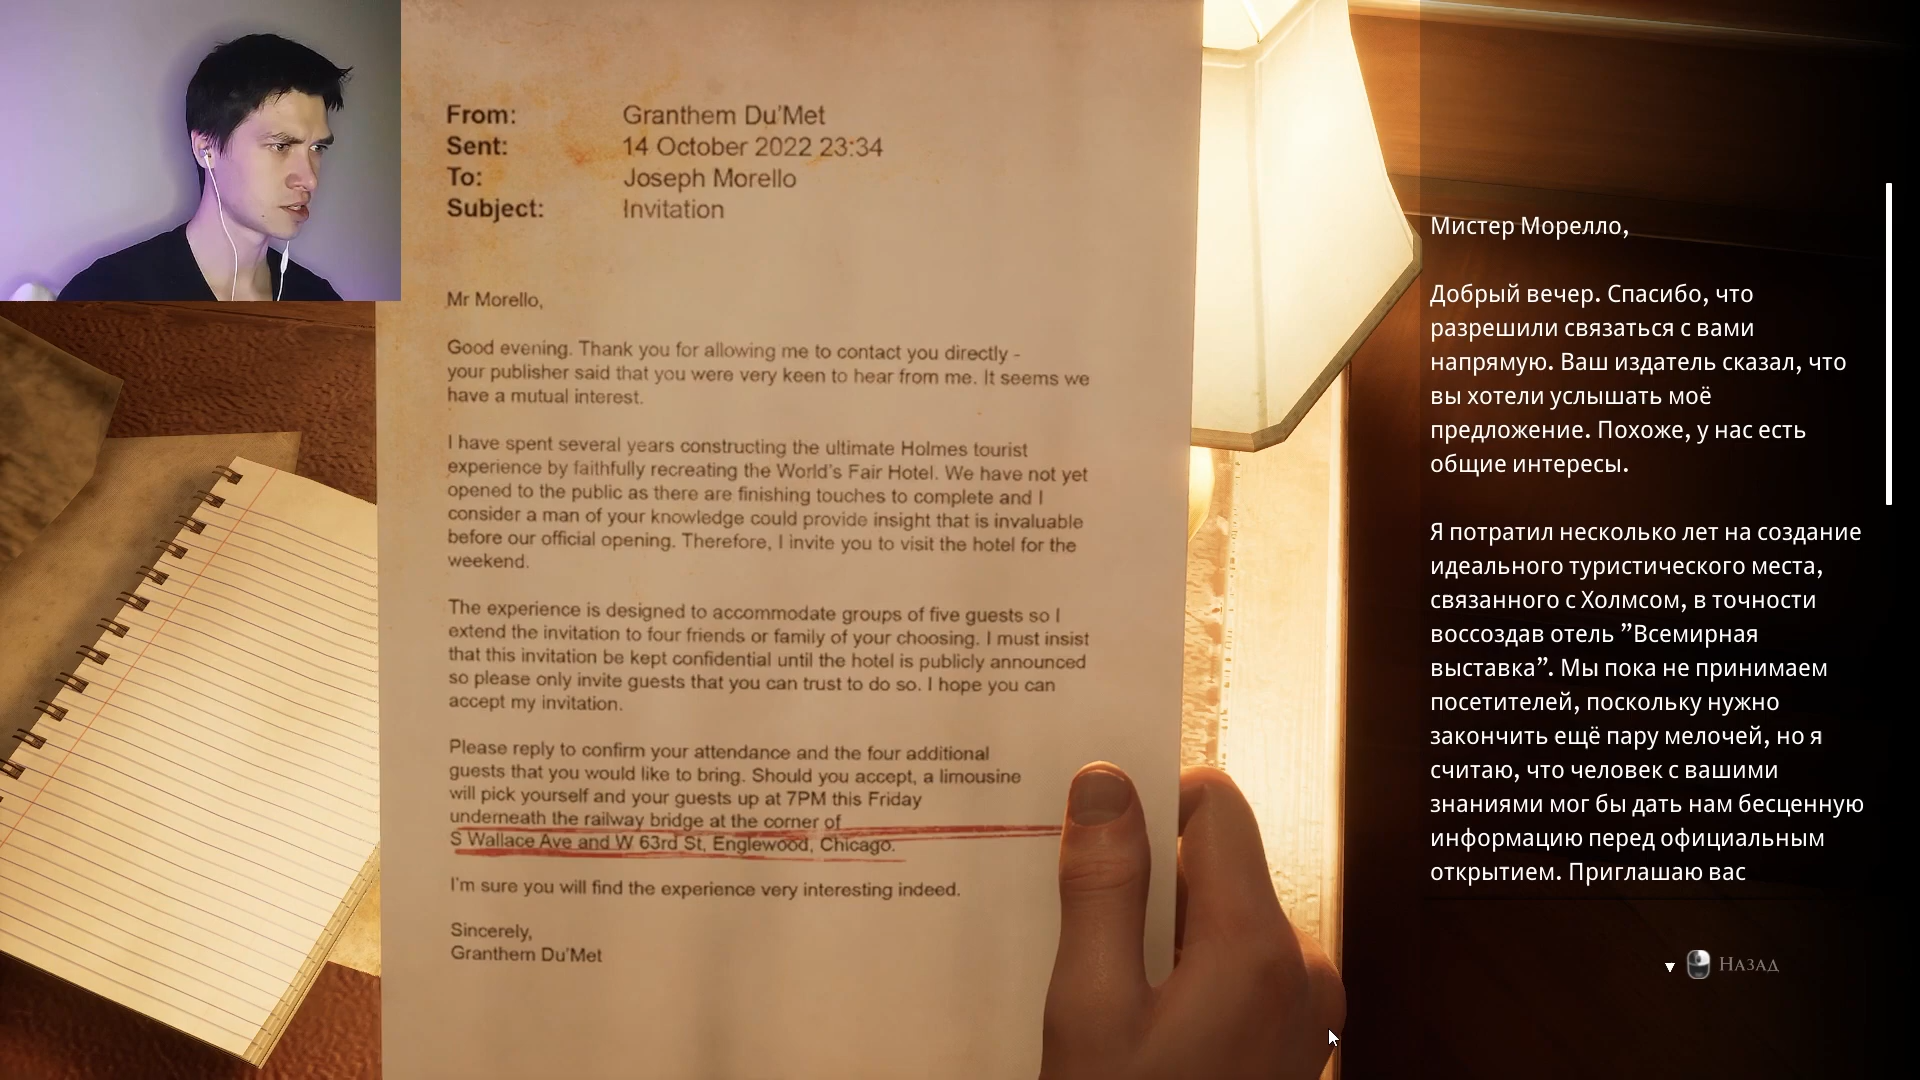 From: Granthem Du'Met
Sent: 14 October 2022 23:34
To: Joseph Morello
Subject: Invitation
Mr Morello,
Good evening. Thank you for allowing me to contact you directly -
your publisher said that you were very keen to hear from me. It seems we
have a mutual interest.
I have spent several years constructing the ultimate Holmes tourist
experience by faithfully recreating the World's Fair Hotel. We have not yet
opened to the public as there are finishing touches to complete and I
consider a man of your knowledge could provide insight that is invaluable
before our official opening. Therefore, I invite you to visit the hotel for the
weekend.
The experience is designed to accommodate groups of five guests so I
extend the invitation to four friends or family of your choosing. I must insist
that this invitation be kept confidential until the hotel is publicly announced
so please only invite guests that you can trust to do so. I hope you can
accept my invitation.
Please reply to confirm your attendance and the four additional
guests that you would like to bring. Should you accept, a limousine
will pick yourself and your guests up at 7PM this Friday
underneath the railway bridge at the corner of
S Wallace Ave and W 63rd St, Englewood, Chicago.
I'm sure you will find the experience very interesting indeed.
Sincerely,
Granthem Du'Met
Мистер Морелло,
Добрый вечер. Спасибо, что
разрешили связаться с вами
напрямую. Ваш издатель сказал, что
вы хотели услышать моё
предложение. Похоже, у нас есть
общие интересы.
Я потратил несколько лет на создание
идеального туристического места,
связанного с Холмсом, в точности
воссоздав отель ”Всемирная
выставка”. Мы пока не принимаем
посетителей, поскольку нужно
закончить ещё пару мелочей, но я
считаю, что человек с вашими
знаниями мог бы дать нам бесценную
информацию перед официальным
открытием. Приглашаю вас
Назад